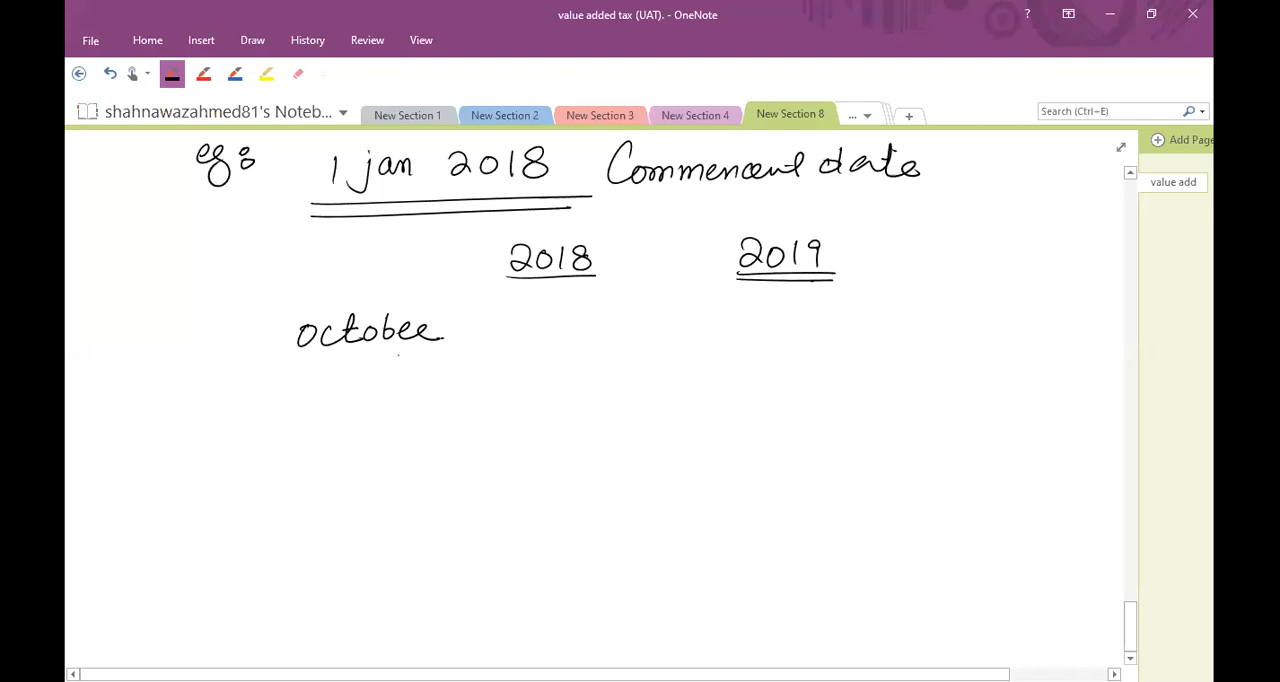 value added tax (UAT). - OneNote
?
File Home Insert Draw History Review View
shahnawazahmed81's Noteb... New Section 1 New Section 2 New Section 3 New Section 4 New Section 8 ... +
Search (Ctrl+E)
Add Page
value add
eg: 1 jan 2018 Commencent date
2018 2019
octobee